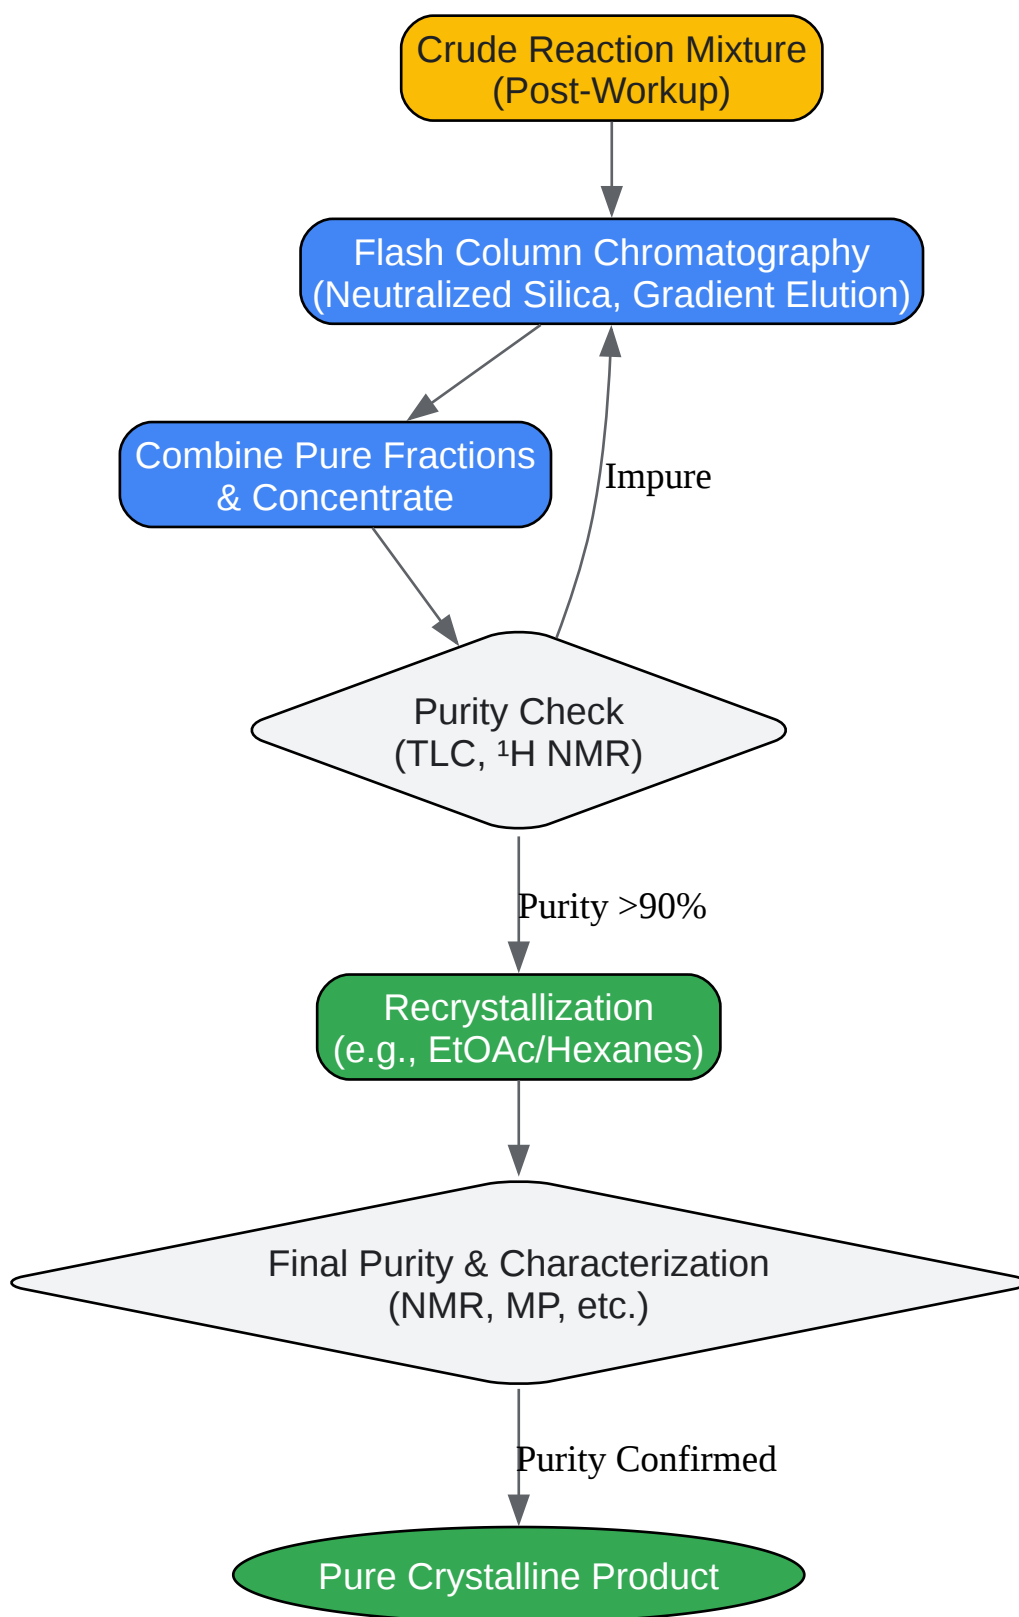 Crude Reaction Mixture
(Post-Workup)
Flash Column Chromatography
(Neutralized Silica, Gradient Elution)
Combine Pure Fractions
& Concentrate
Impure
Purity Check
(TLC, ¹H NMR)
Purity >90%
Recrystallization
(e.g., EtOAc/Hexanes)
Final Purity & Characterization
(NMR, MP, etc.)
Purity Confirmed
Pure Crystalline Product